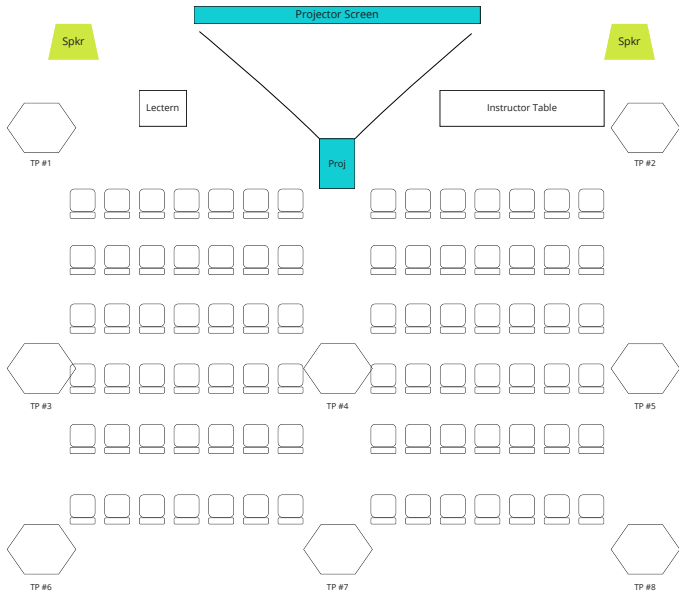 Projector Screen
Spkr
Spkr
Lectern
Instructor Table
TP #1
Proj
TP #2
TP #3
TP #4
TP #5
TP #6
TP #7
TP #8